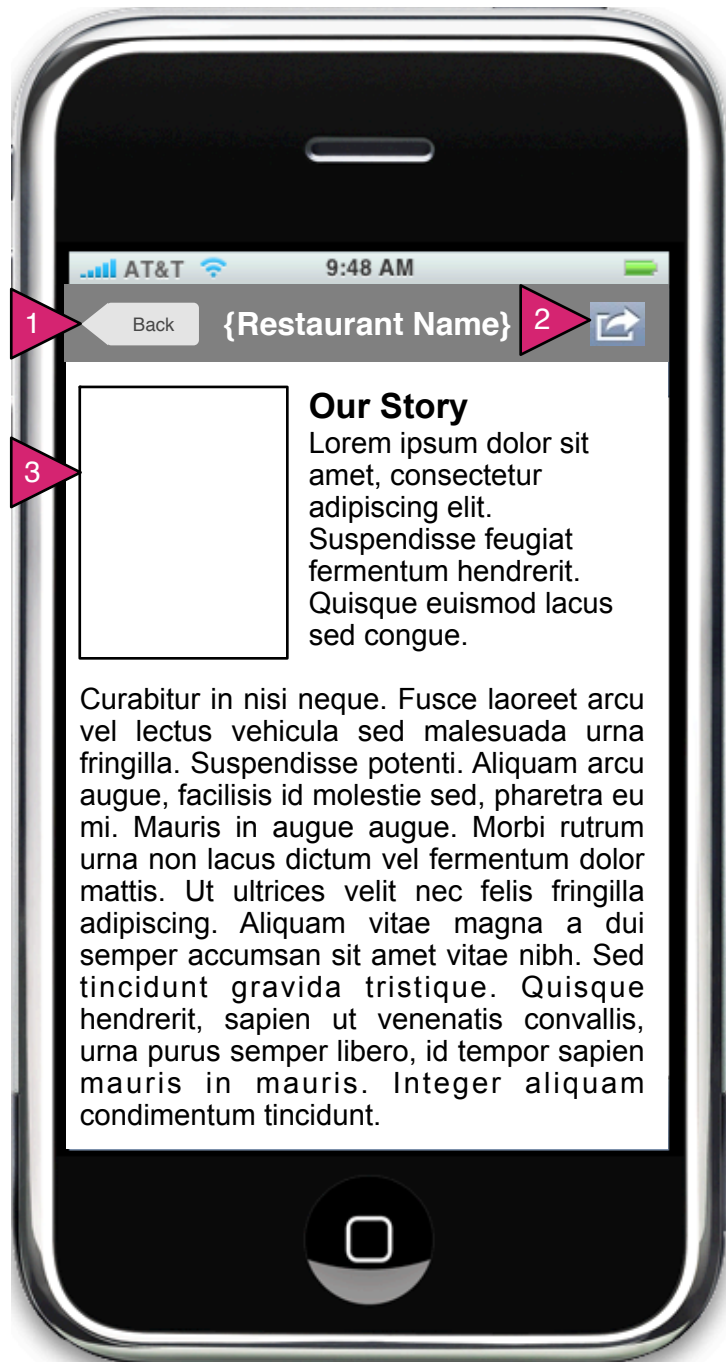 AT&T 9:48 AM
1 Back {Restaurant Name} 2
3
Our Story
Lorem ipsum dolor sit
amet, consectetur
adipiscing elit.
Suspendisse feugiat
fermentum hendrerit.
Quisque euismod lacus
sed congue.
Curabitur in nisi neque. Fusce laoreet arcu
vel lectus vehicula sed malesuada urna
fringilla. Suspendisse potenti. Aliquam arcu
augue, facilisis id molestie sed, pharetra eu
mi. Mauris in augue augue. Morbi rutrum
urna non lacus dictum vel fermentum dolor
mattis. Ut ultrices velit nec felis fringilla
adipiscing. Aliquam vitae magna a dui
semper accumsan sit amet vitae nibh. Sed
tincidunt gravida tristique. Quisque
hendrerit, sapien ut venenatis convallis,
urna purus semper libero, id tempor sapien
mauris in mauris. Integer aliquam
condimentum tincidunt.